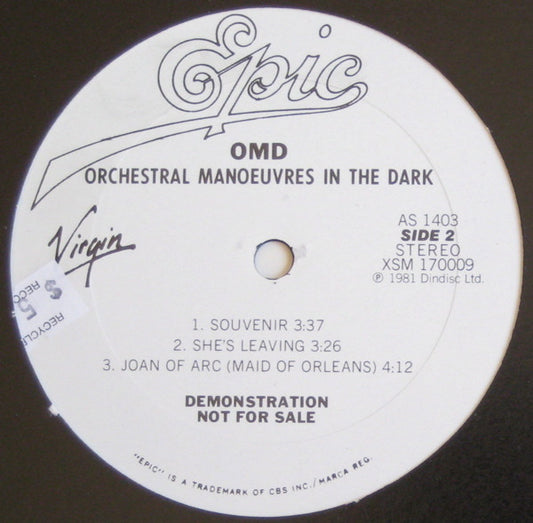 Epic
OMD
ORCHESTRAL MANOEUVRES IN THE DARK
Virgin
AS 1403
SIDE 2
STEREO
XSM 170009
℗ 1981 Dindisc Ltd.
1. SOUVENIR 3:37
2. SHE'S LEAVING 3:26
3. JOAN OF ARC (MAID OF ORLEANS) 4:12
DEMONSTRATION
NOT FOR SALE
"EPIC" IS A TRADEMARK OF CBS INC./MARCA REG.